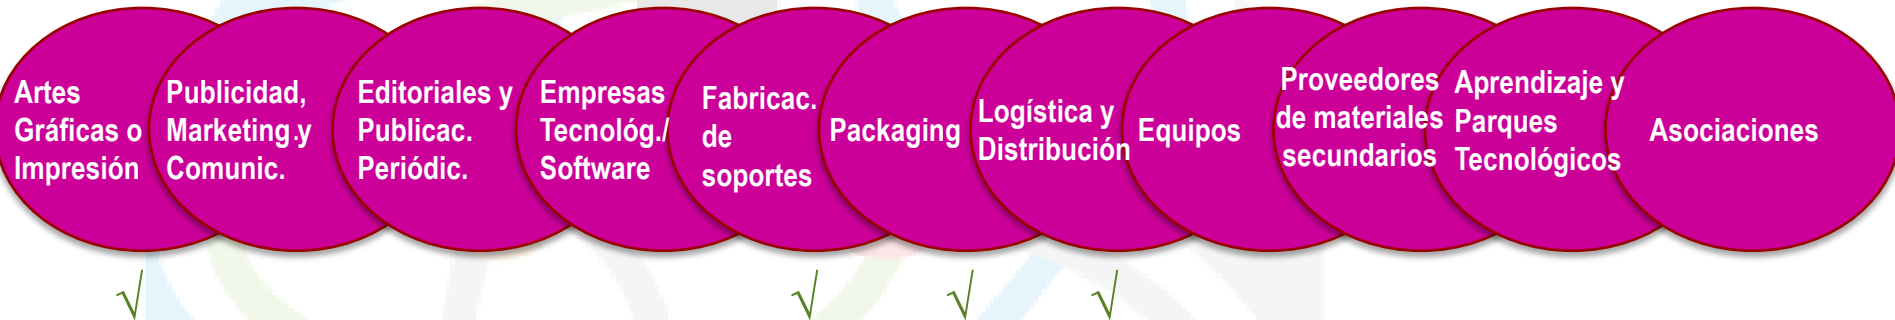 Artes
Gráficas o
Impresión
Publicidad,
Marketing.y
Comunic.
Editoriales y
Publicac.
Periódic.
Empresas
Tecnológ./
Software
Fabricac.
de
soportes
Packaging
Logística y
Distribución
Equipos
Proveedores
de materiales
secundarios
Aprendizaje y
Parques
Tecnológicos
Asociaciones
√ √ √ √